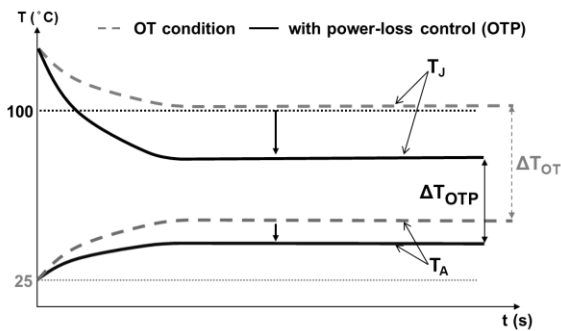 T (°C)
OT condition
with power-loss control (OTP)
T_J
100
ΔT_OT
ΔT_OTP
T_A
25
t (s)